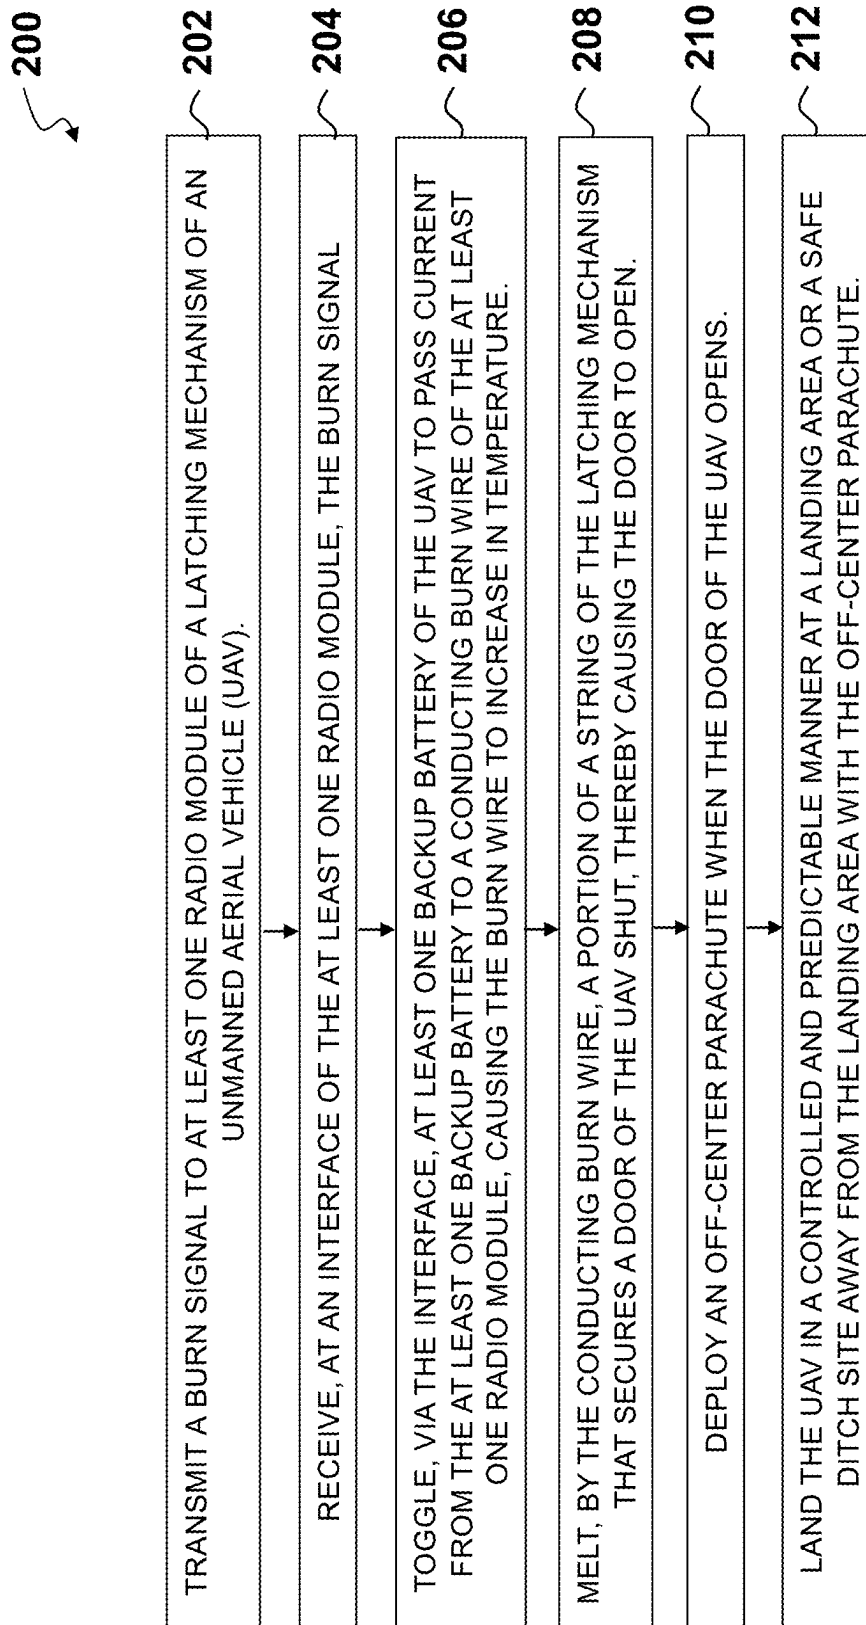 200
TRANSMIT A BURN SIGNAL TO AT LEAST ONE RADIO MODULE OF A LATCHING MECHANISM OF AN
UNMANNED AERIAL VEHICLE (UAV).
202
RECEIVE, AT AN INTERFACE OF THE AT LEAST ONE RADIO MODULE, THE BURN SIGNAL
204
TOGGLE, VIA THE INTERFACE, AT LEAST ONE BACKUP BATTERY OF THE UAV TO PASS CURRENT
FROM THE AT LEAST ONE BACKUP BATTERY TO A CONDUCTING BURN WIRE OF THE AT LEAST
ONE RADIO MODULE, CAUSING THE BURN WIRE TO INCREASE IN TEMPERATURE.
206
MELT, BY THE CONDUCTING BURN WIRE, A PORTION OF A STRING OF THE LATCHING MECHANISM
THAT SECURES A DOOR OF THE UAV SHUT, THEREBY CAUSING THE DOOR TO OPEN.
208
DEPLOY AN OFF-CENTER PARACHUTE WHEN THE DOOR OF THE UAV OPENS.
210
LAND THE UAV IN A CONTROLLED AND PREDICTABLE MANNER AT A LANDING AREA OR A SAFE
DITCH SITE AWAY FROM THE LANDING AREA WITH THE OFF-CENTER PARACHUTE.
212